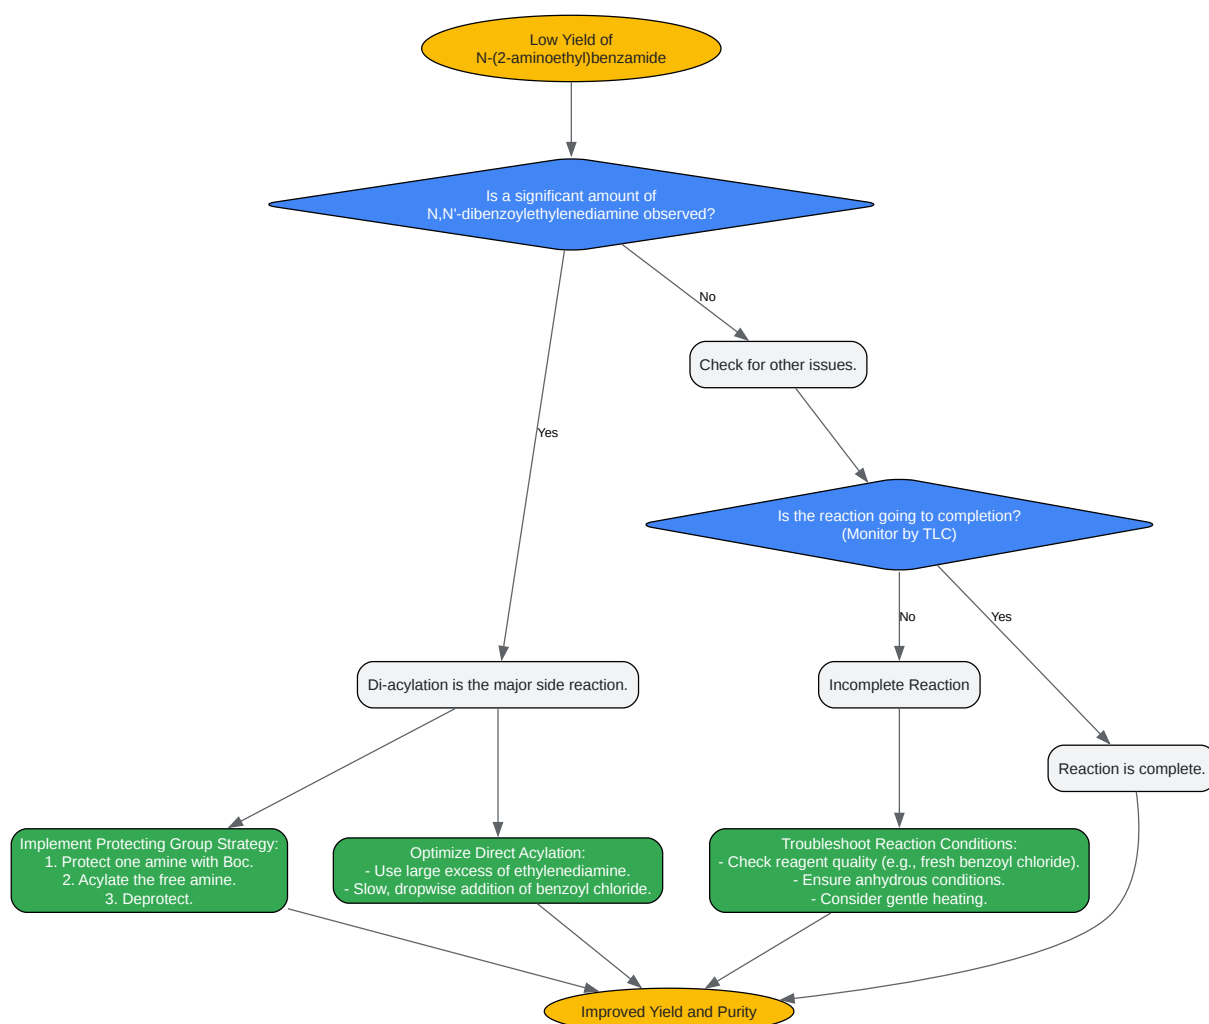 Low Yield of
N-(2-aminoethyl)benzamide
Is a significant amount of
N,N'-dibenzoylethylenediamine observed?
No
Check for other issues.
Yes
Is the reaction going to completion?
(Monitor by TLC)
No
Yes
Di-acylation is the major side reaction.
Incomplete Reaction
Reaction is complete.
Implement Protecting Group Strategy:
1. Protect one amine with Boc.
2. Acylate the free amine.
3. Deprotect.
Optimize Direct Acylation:
- Use large excess of ethylenediamine.
- Slow, dropwise addition of benzoyl chloride.
Troubleshoot Reaction Conditions:
- Check reagent quality (e.g., fresh benzoyl chloride).
- Ensure anhydrous conditions.
- Consider gentle heating.
Improved Yield and Purity